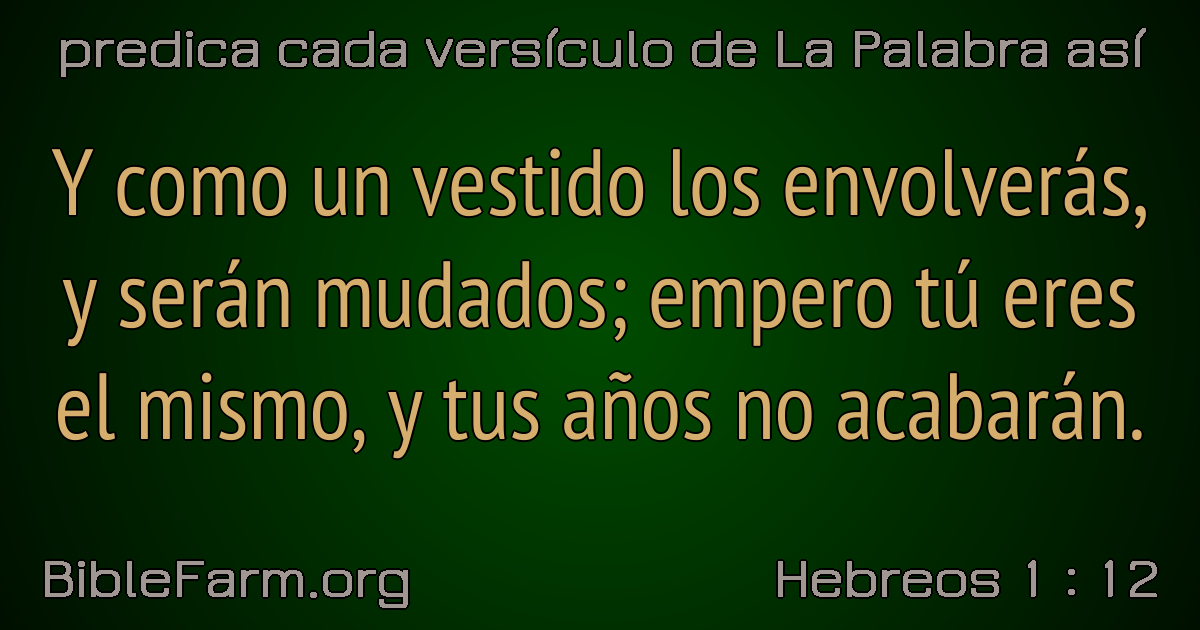 predica cada versículo de La Palabra así
Y como un vestido los envolverás,
y serán mudados; empero tú eres
el mismo, y tus años no acabarán.
BibleFarm.org
Hebreos 1 : 12